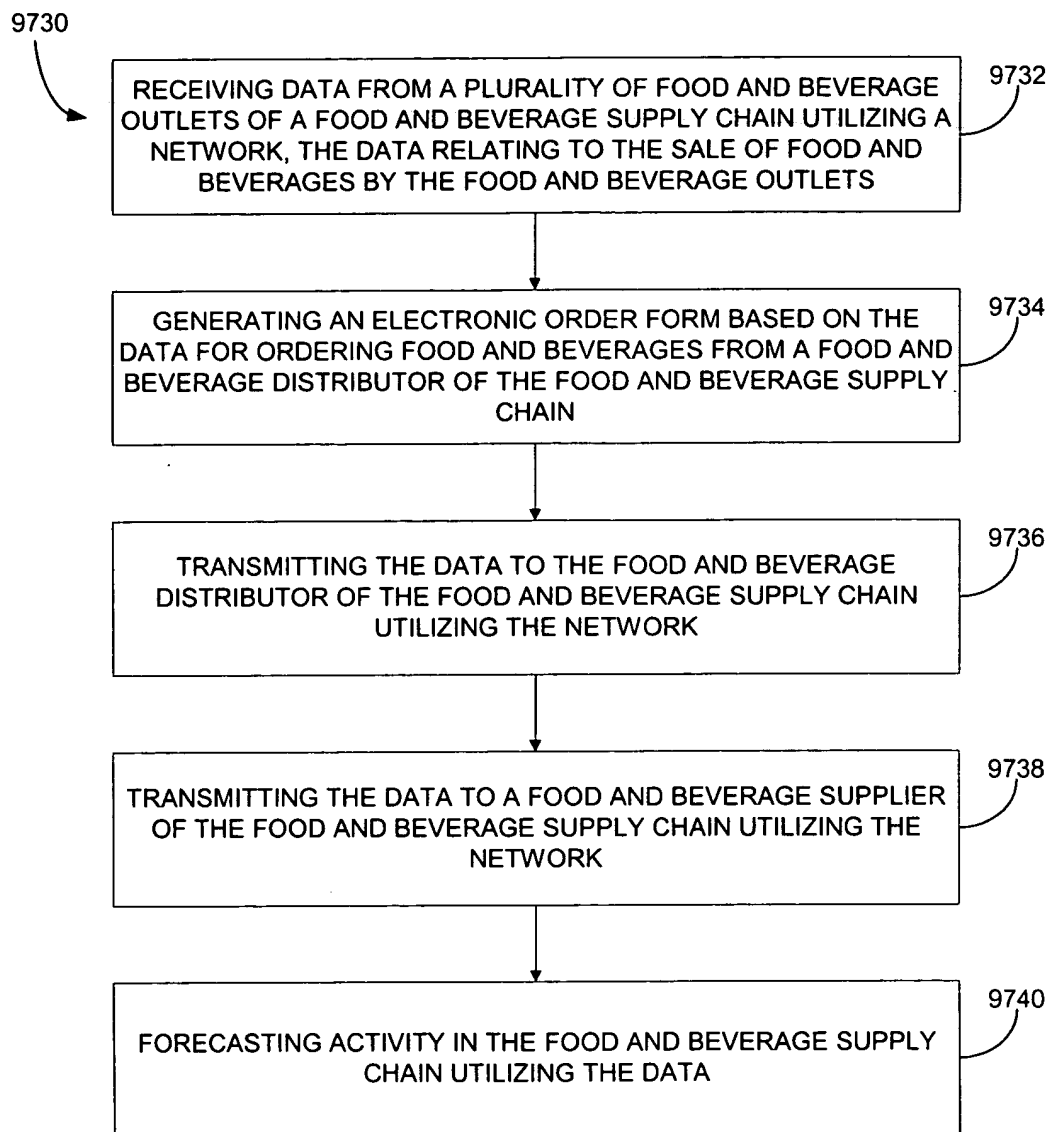 9730
9732
RECEIVING DATA FROM A PLURALITY OF FOOD AND BEVERAGE
OUTLETS OF A FOOD AND BEVERAGE SUPPLY CHAIN UTILIZING A
NETWORK, THE DATA RELATING TO THE SALE OF FOOD AND
BEVERAGES BY THE FOOD AND BEVERAGE OUTLETS
9734
GENERATING AN ELECTRONIC ORDER FORM BASED ON THE
DATA FOR ORDERING FOOD AND BEVERAGES FROM A FOOD AND
BEVERAGE DISTRIBUTOR OF THE FOOD AND BEVERAGE SUPPLY
CHAIN
9736
TRANSMITTING THE DATA TO THE FOOD AND BEVERAGE
DISTRIBUTOR OF THE FOOD AND BEVERAGE SUPPLY CHAIN
UTILIZING THE NETWORK
9738
TRANSMITTING THE DATA TO A FOOD AND BEVERAGE SUPPLIER
OF THE FOOD AND BEVERAGE SUPPLY CHAIN UTILIZING THE
NETWORK
9740
FORECASTING ACTIVITY IN THE FOOD AND BEVERAGE SUPPLY
CHAIN UTILIZING THE DATA